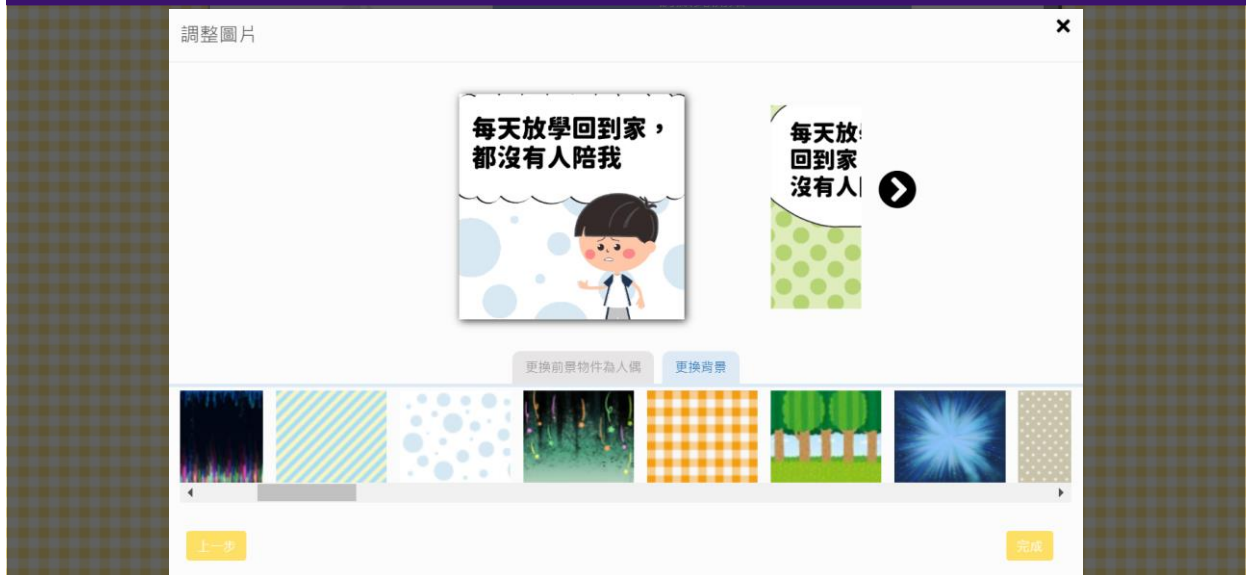 調整圖片
每天放學回到家，
都沒有人陪我
每天放
回到家
沒有人
更換前景物件為人偶
更換背景
上一步
完成